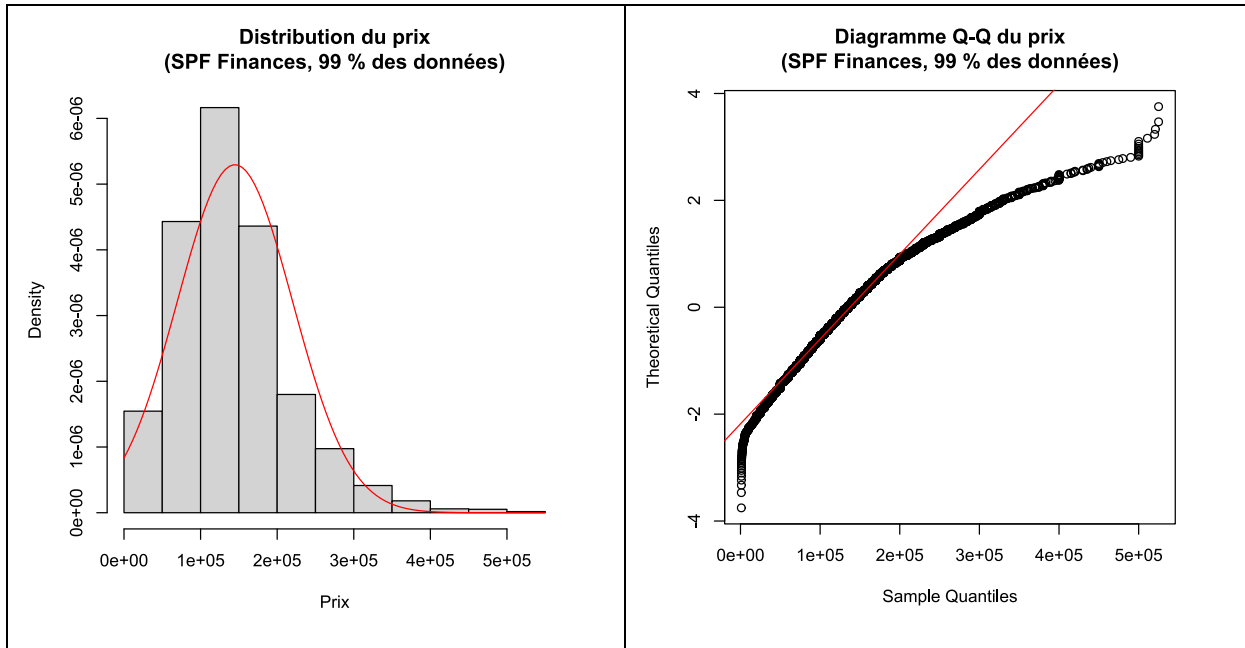 Distribution du prix
(SPF Finances, 99 % des données)
Density
6e-06
5e-06
4e-06
3e-06
2e-06
1e-06
0e+00
0e+00 1e+05 2e+05 3e+05 4e+05 5e+05
Prix
Diagramme Q-Q du prix
(SPF Finances, 99 % des données)
Theoretical Quantiles
4
2
0
-2
-4
0e+00 1e+05 2e+05 3e+05 4e+05 5e+05
Sample Quantiles